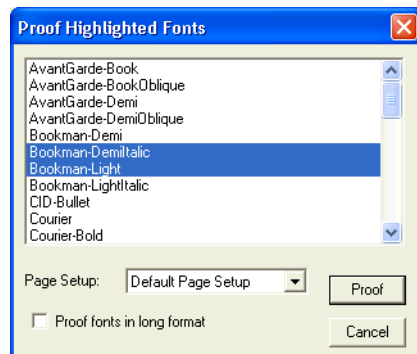 Proof Highlighted Fonts
AvantGarde-Book
AvantGarde-BookOblique
AvantGarde-Demi
AvantGarde-DemiOblique
Bookman-Demi
Bookman-DemiItalic
Bookman-Light
Bookman-LightItalic
CID-Bullet
Courier
Courier-Bold
Page Setup: Default Page Setup
Proof
Proof fonts in long format
Cancel